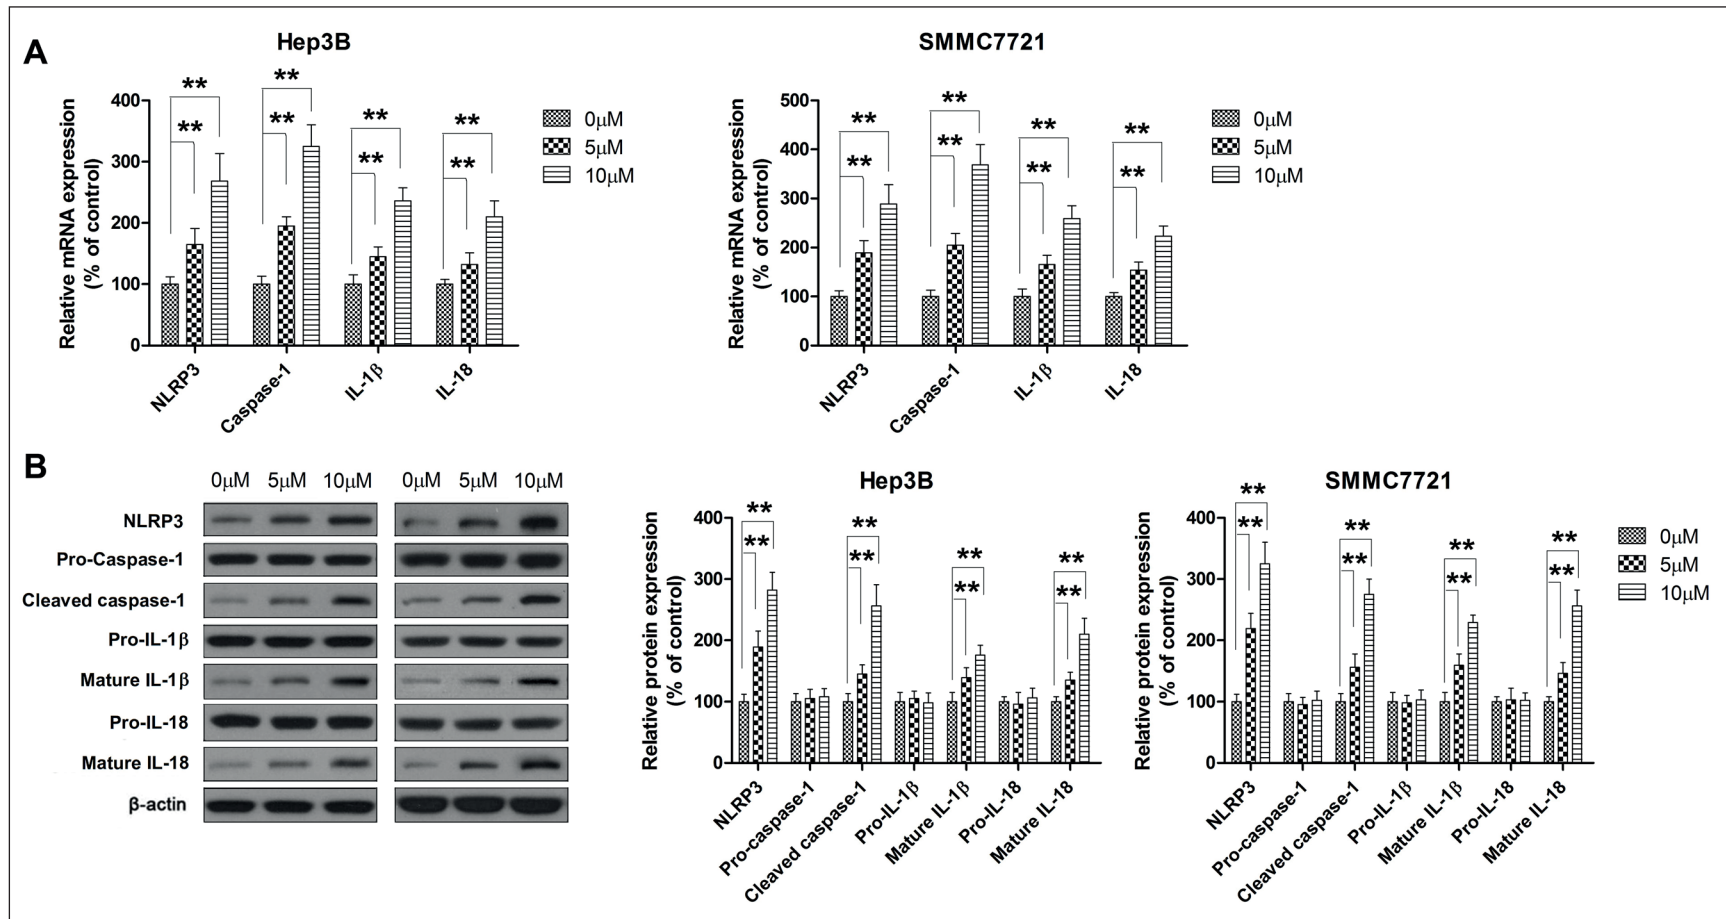 A
Hep3B
Relative mRNA expression
(% of control)
400
300
200
100
0
** ** ** ** ** ** ** **
NLRP3 Caspase-1 IL-1β IL-18
0μM
5μM
10μM
SMMC7721
Relative mRNA expression
(% of control)
500
400
300
200
100
0
** ** ** ** ** ** ** **
NLRP3 Caspase-1 IL-1β IL-18
0μM
5μM
10μM
B
0μM 5μM 10μM 0μM 5μM 10μM
NLRP3
Pro-Caspase-1
Cleaved caspase-1
Pro-IL-1β
Mature IL-1β
Pro-IL-18
Mature IL-18
β-actin
Hep3B
Relative protein expression
(% of control)
400
300
200
100
0
** ** ** ** ** ** ** **
NLRP3 Pro-caspase-1 Cleaved caspase-1 Pro-IL-1β Mature IL-1β Pro-IL-18 Mature IL-18
SMMC7721
Relative protein expression
(% of control)
400
300
200
100
0
** ** ** ** ** ** ** **
NLRP3 Pro-caspase-1 Cleaved caspase-1 Pro-IL-1β Mature IL-1β Pro-IL-18 Mature IL-18
0μM
5μM
10μM